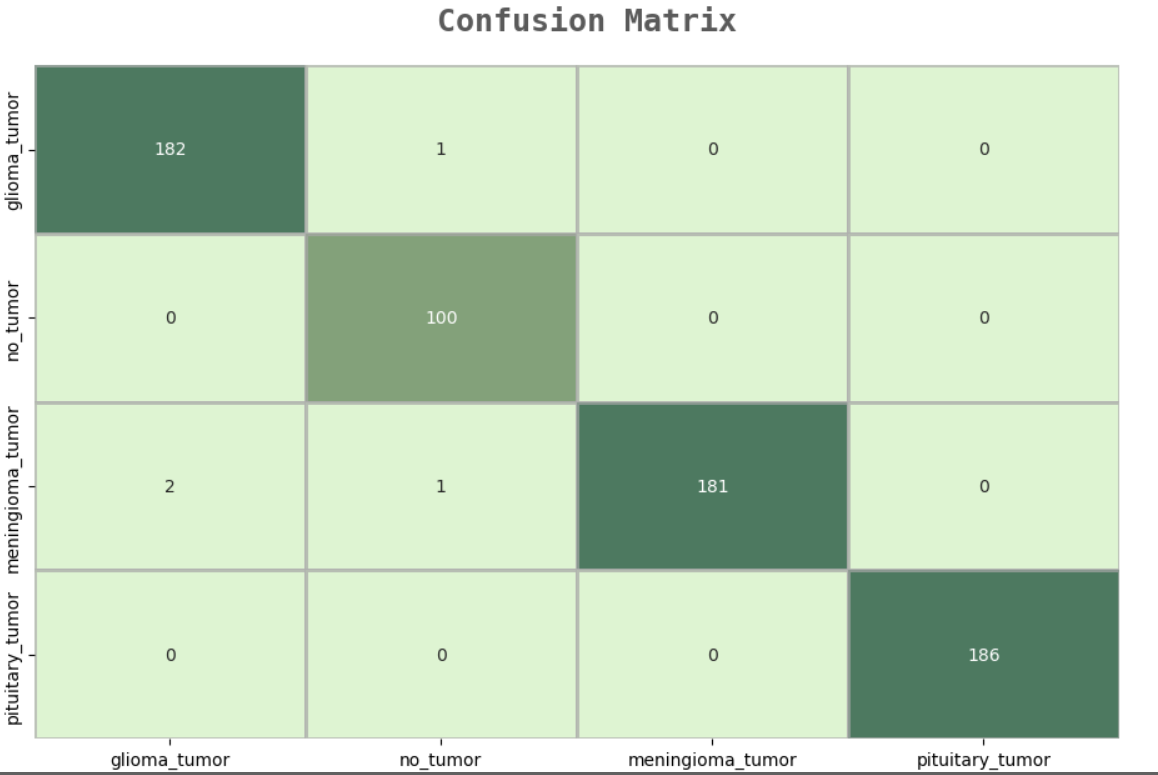 Confusion Matrix
glioma_tumor
182 1 0 0
no_tumor
0 100 0 0
meningioma_tumor
2 1 181 0
pituitary_tumor
0 0 0 186
glioma_tumor no_tumor meningioma_tumor pituitary_tumor